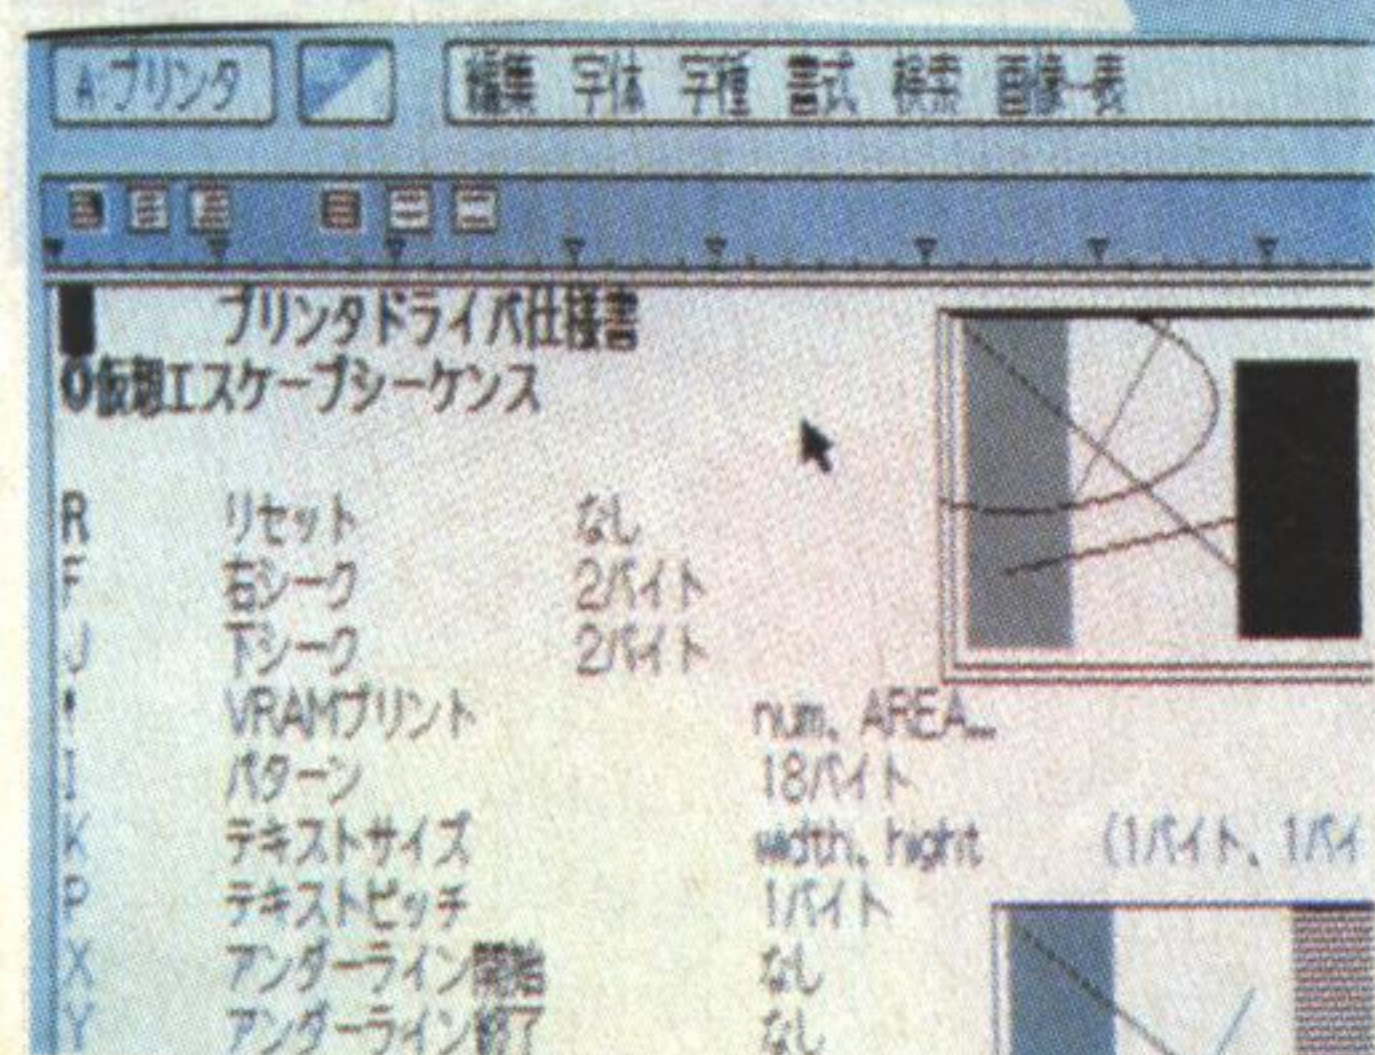 A:プリンタ 編集 字体 字種 書式 検索 画像一表
プリンタドライバ仕様書
0仮想エスケープシーケンス
R リセット なし
F 右シーク 2バイト
J 下シーク 2バイト
VRAMプリント num、AREA…
I パターン 18バイト
K テキストサイズ width、hight (1バイト、1バイ
P テキストピッチ 1バイト
X アンダーライン開始 なし
Y アンダーライン終了 なし